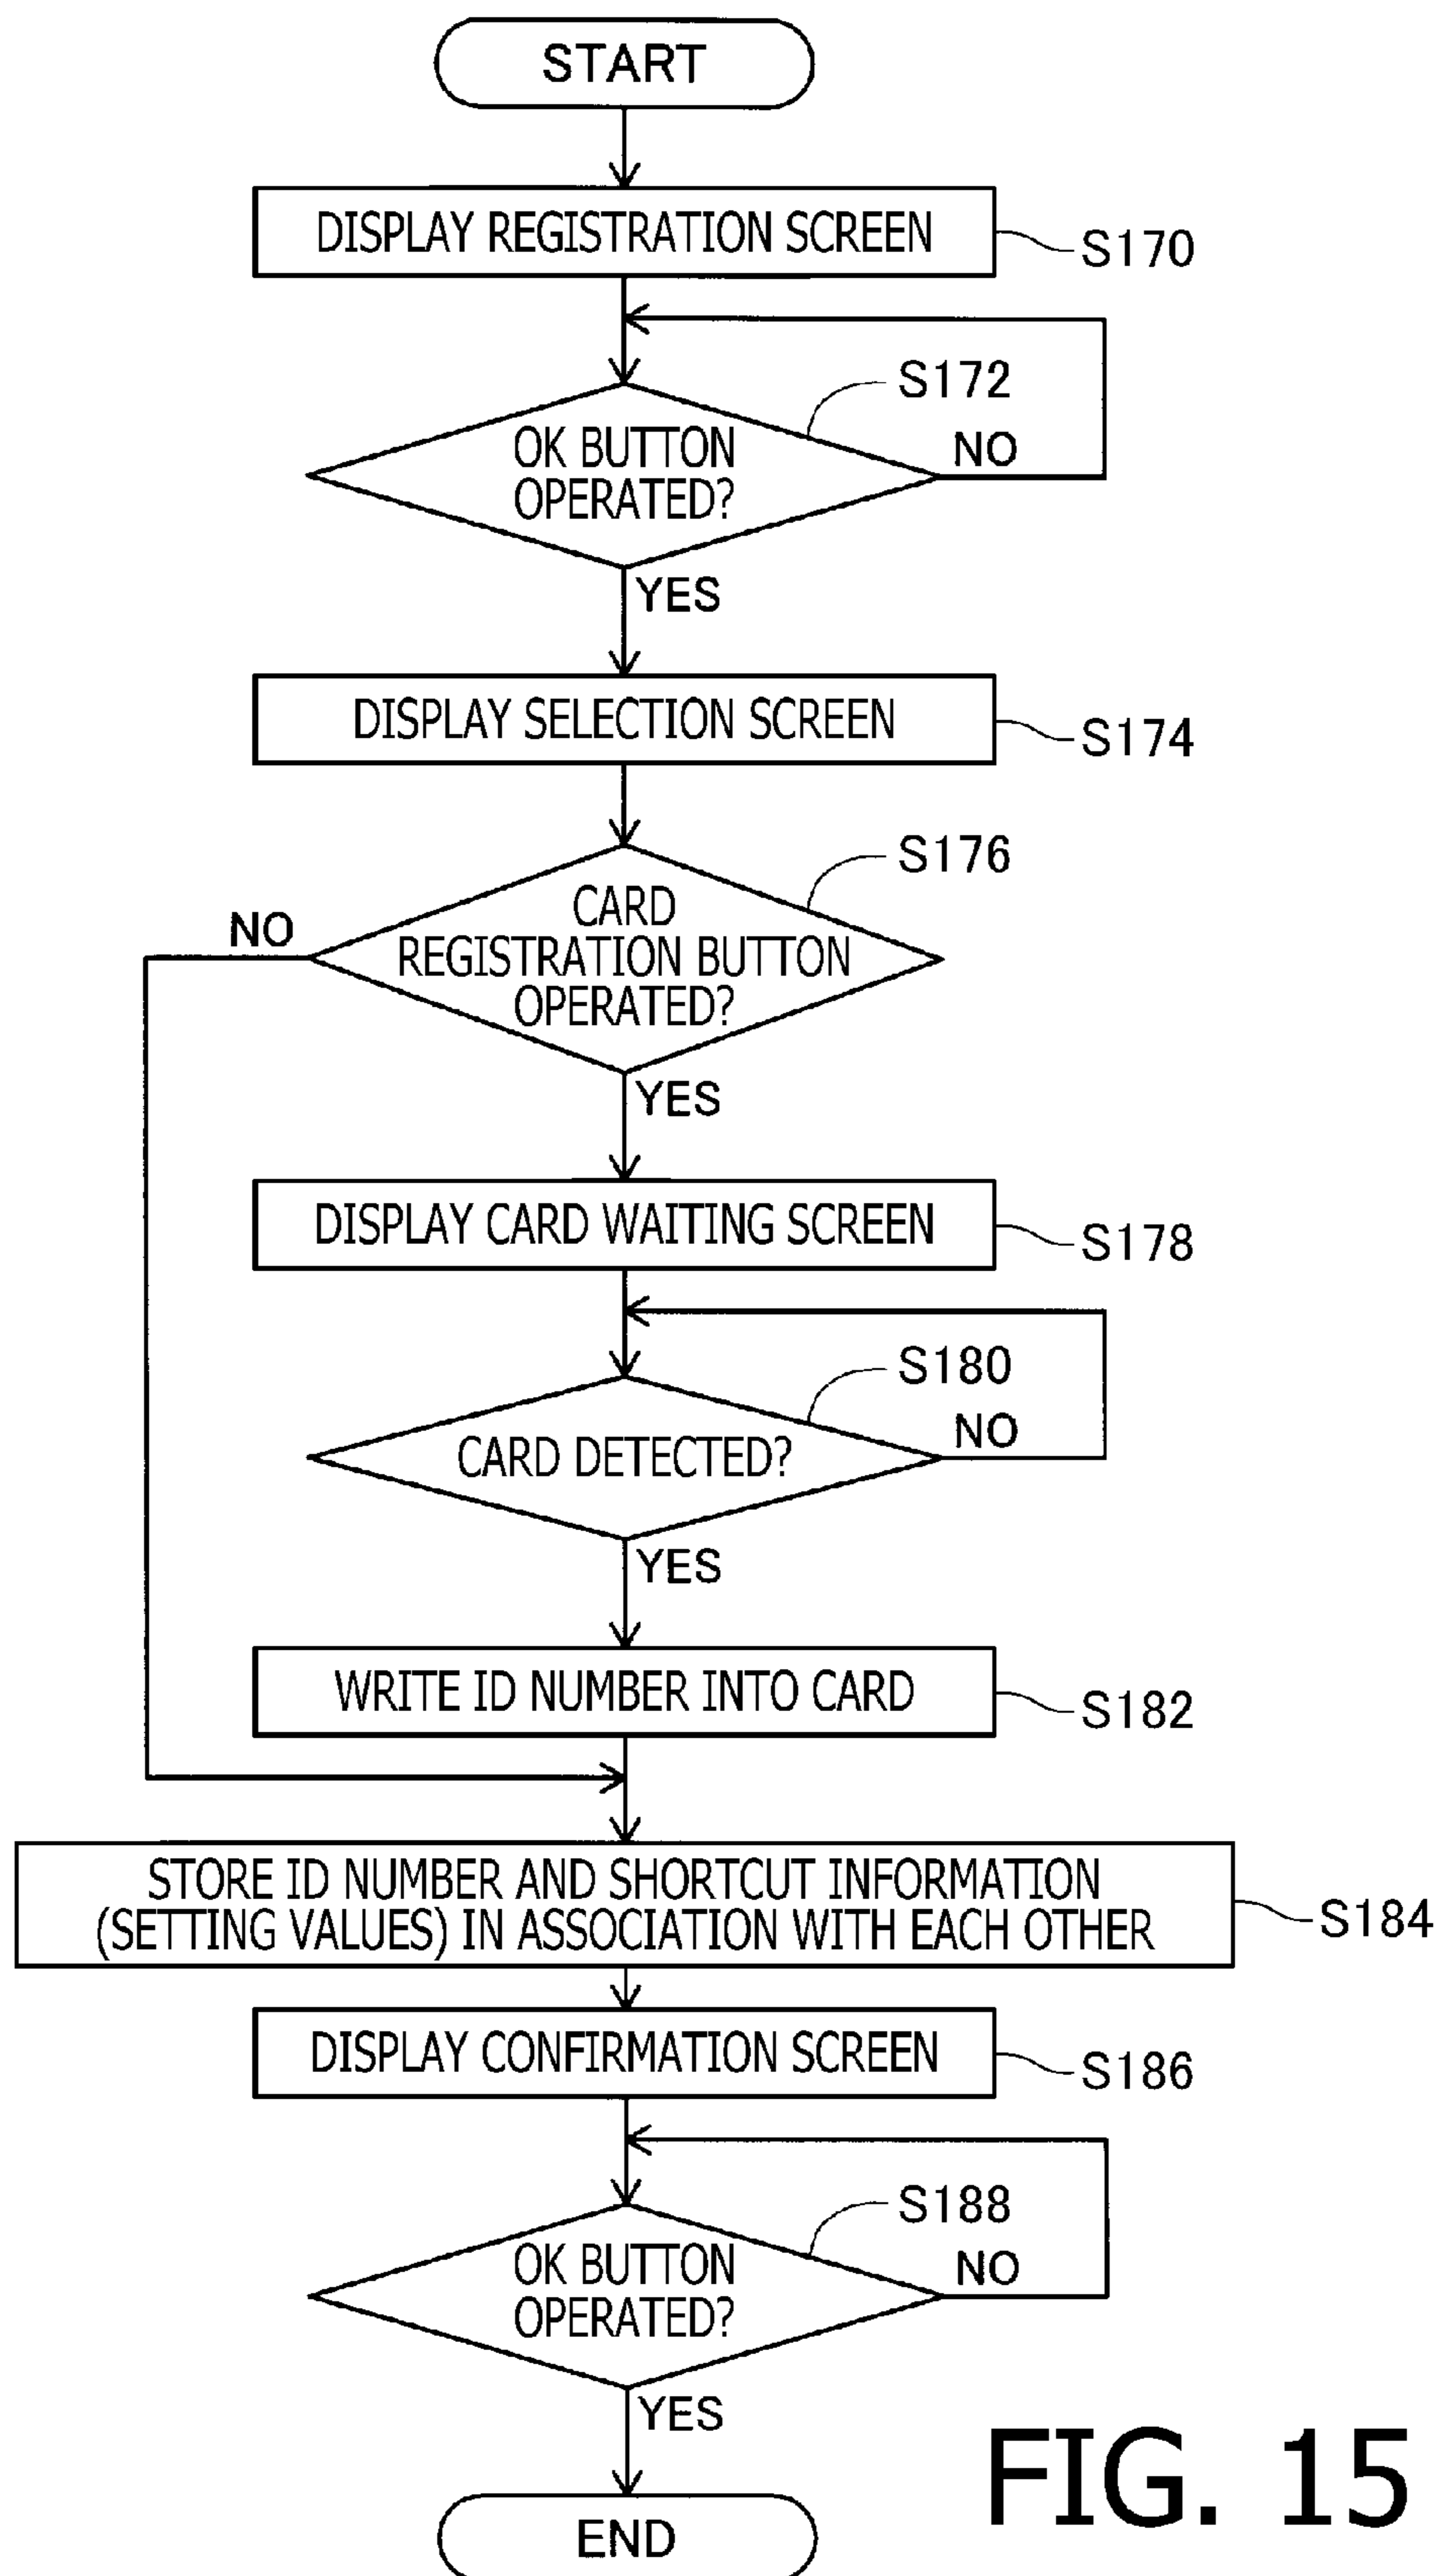 START
DISPLAY REGISTRATION SCREEN
S170
S172
OK BUTTON
OPERATED?
NO
YES
DISPLAY SELECTION SCREEN
S174
S176
CARD
REGISTRATION BUTTON
OPERATED?
NO
YES
DISPLAY CARD WAITING SCREEN
S178
S180
CARD DETECTED?
NO
YES
WRITE ID NUMBER INTO CARD
S182
STORE ID NUMBER AND SHORTCUT INFORMATION
(SETTING VALUES) IN ASSOCIATION WITH EACH OTHER
S184
DISPLAY CONFIRMATION SCREEN
S186
S188
OK BUTTON
OPERATED?
NO
YES
END
FIG. 15